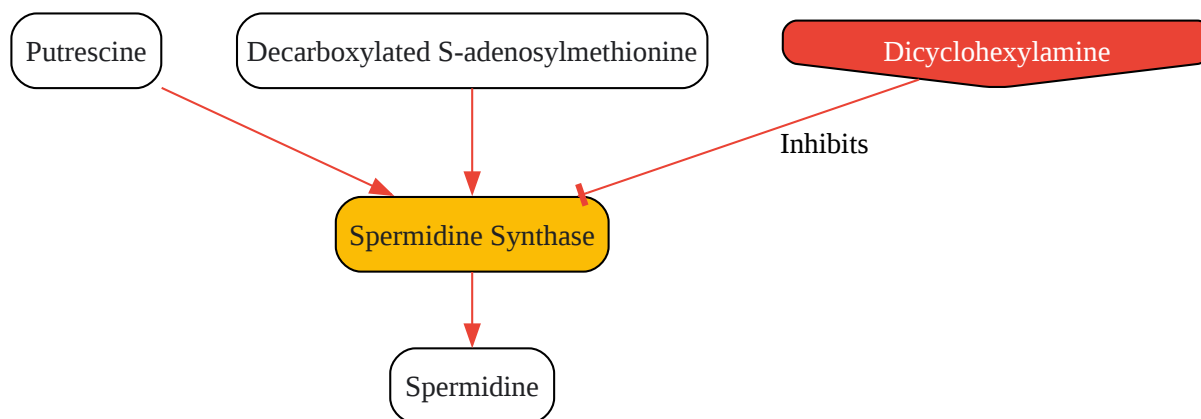 Putrescine
Decarboxylated S-adenosylmethionine
Dicyclohexylamine
Inhibits
Spermidine Synthase
Spermidine